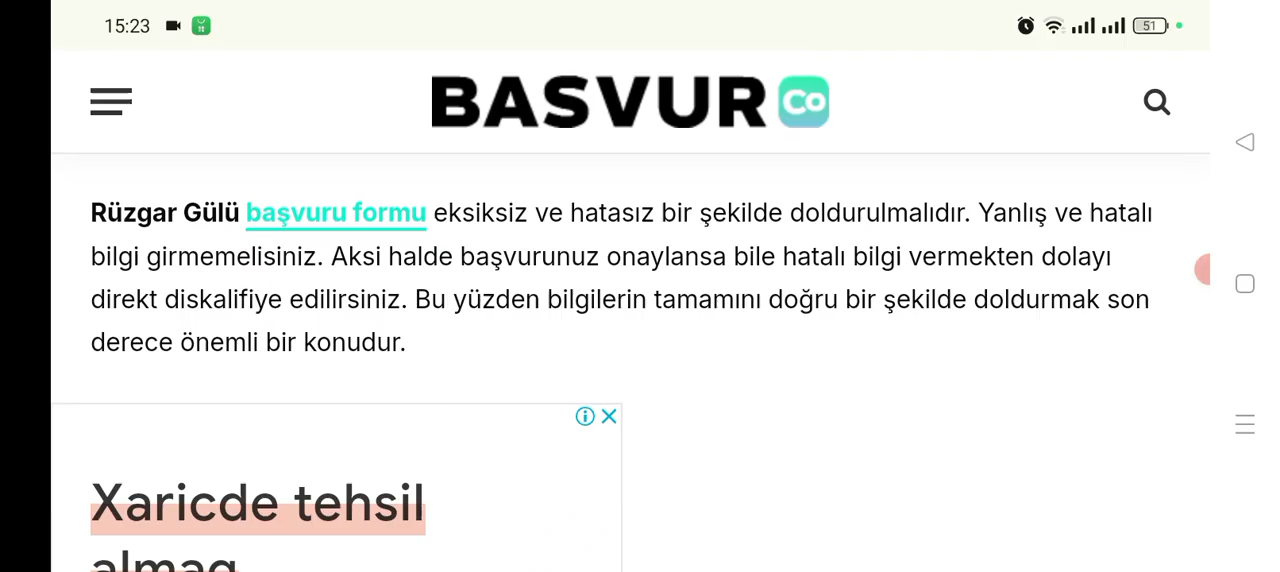 15:23
51
BASVUR Co
Rüzgar Gülü başvuru formu eksiksiz ve hatasız bir şekilde doldurulmalıdır. Yanlış ve hatalı
bilgi girmemelisiniz. Aksi halde başvurunuz onaylansa bile hatalı bilgi vermekten dolayı
direkt diskalifiye edilirsiniz. Bu yüzden bilgilerin tamamını doğru bir şekilde doldurmak son
derece önemli bir konudur.
Xaricde tehsil
almaq